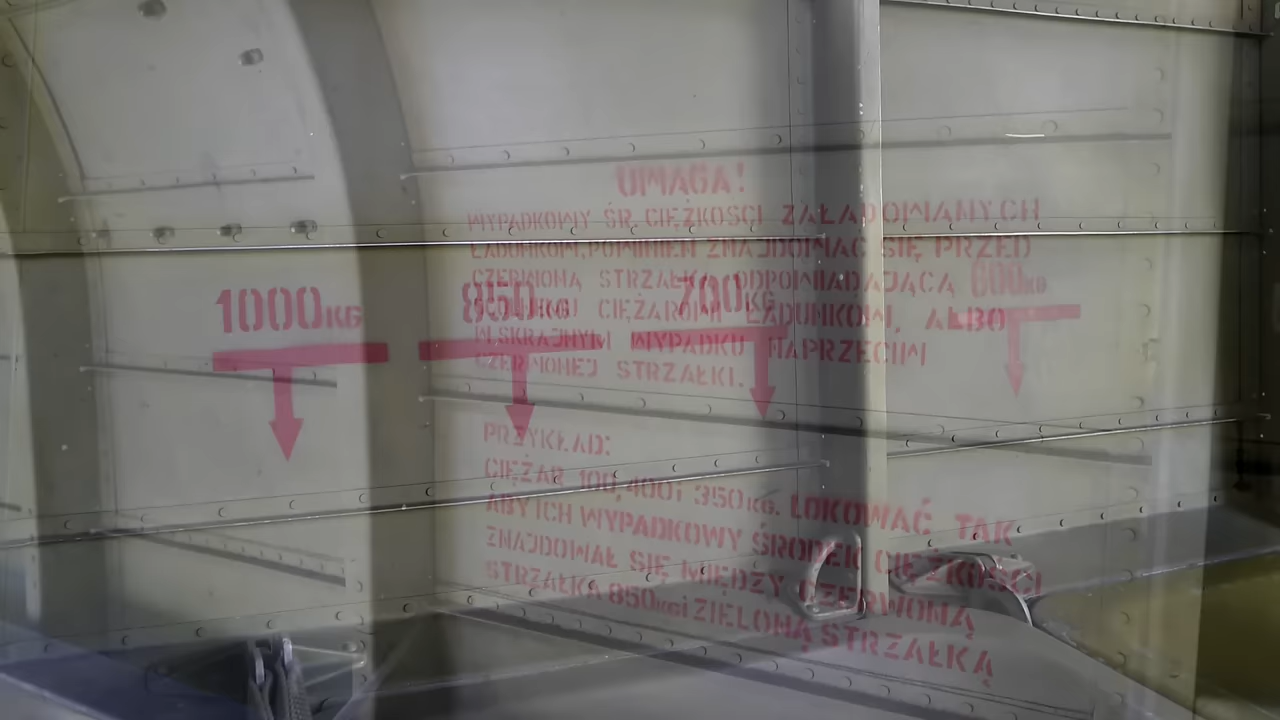 UWAGA!
WYPADKOWY ŚR. CIĘŻKOŚCI ZAŁADOWANYCH
ŁADUNKÓW, POWINIEN ZNAJDOWAĆ SIĘ PRZED
CZERWONĄ STRZAŁKĄ ODPOWIADAJĄCĄ
CIĘŻAROWI ŁADUNKÓW, ALBO
W SKRAJNYM WYPADKU NAPRZECIW
CZERWONEJ STRZAŁKI.
1000KG 850KG 700KG 600KG
PRZYKŁAD:
CIĘŻAR 100, 400 i 350KG. LOKOWAĆ TAK
ABY ICH WYPADKOWY ŚRODEK CIĘŻKOŚCI
ZNAJDOWAŁ SIĘ MIĘDZY CZERWONĄ
STRZAŁKĄ 850KG i ZIELONĄ STRZAŁKĄ